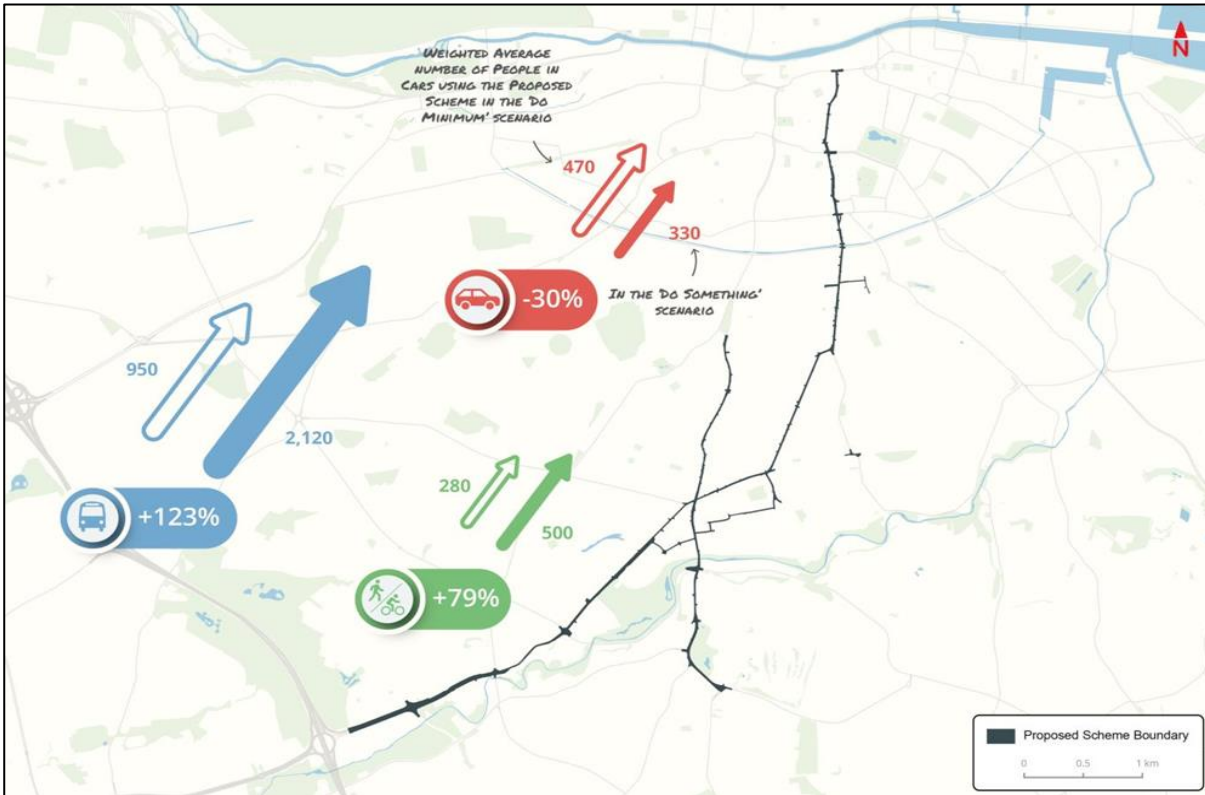 WEIGHTED AVERAGE
NUMBER OF PEOPLE IN
CARS USING THE PROPOSED
SCHEME IN THE 'DO
MINIMUM' SCENARIO
N
470
330
-30%
IN THE 'DO SOMETHING'
SCENARIO
950
2,120
+123%
280
500
+79%
Proposed Scheme Boundary
0 0.5 1 km